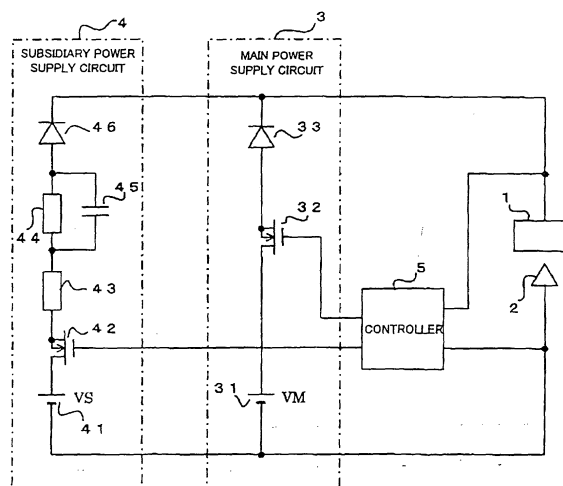 4
3
SUBSIDIARY POWER
SUPPLY CIRCUIT
MAIN POWER
SUPPLY CIRCUIT
46
33
45
1
32
44
5
43
2
42
CONTROLLER
31
VS
VM
41